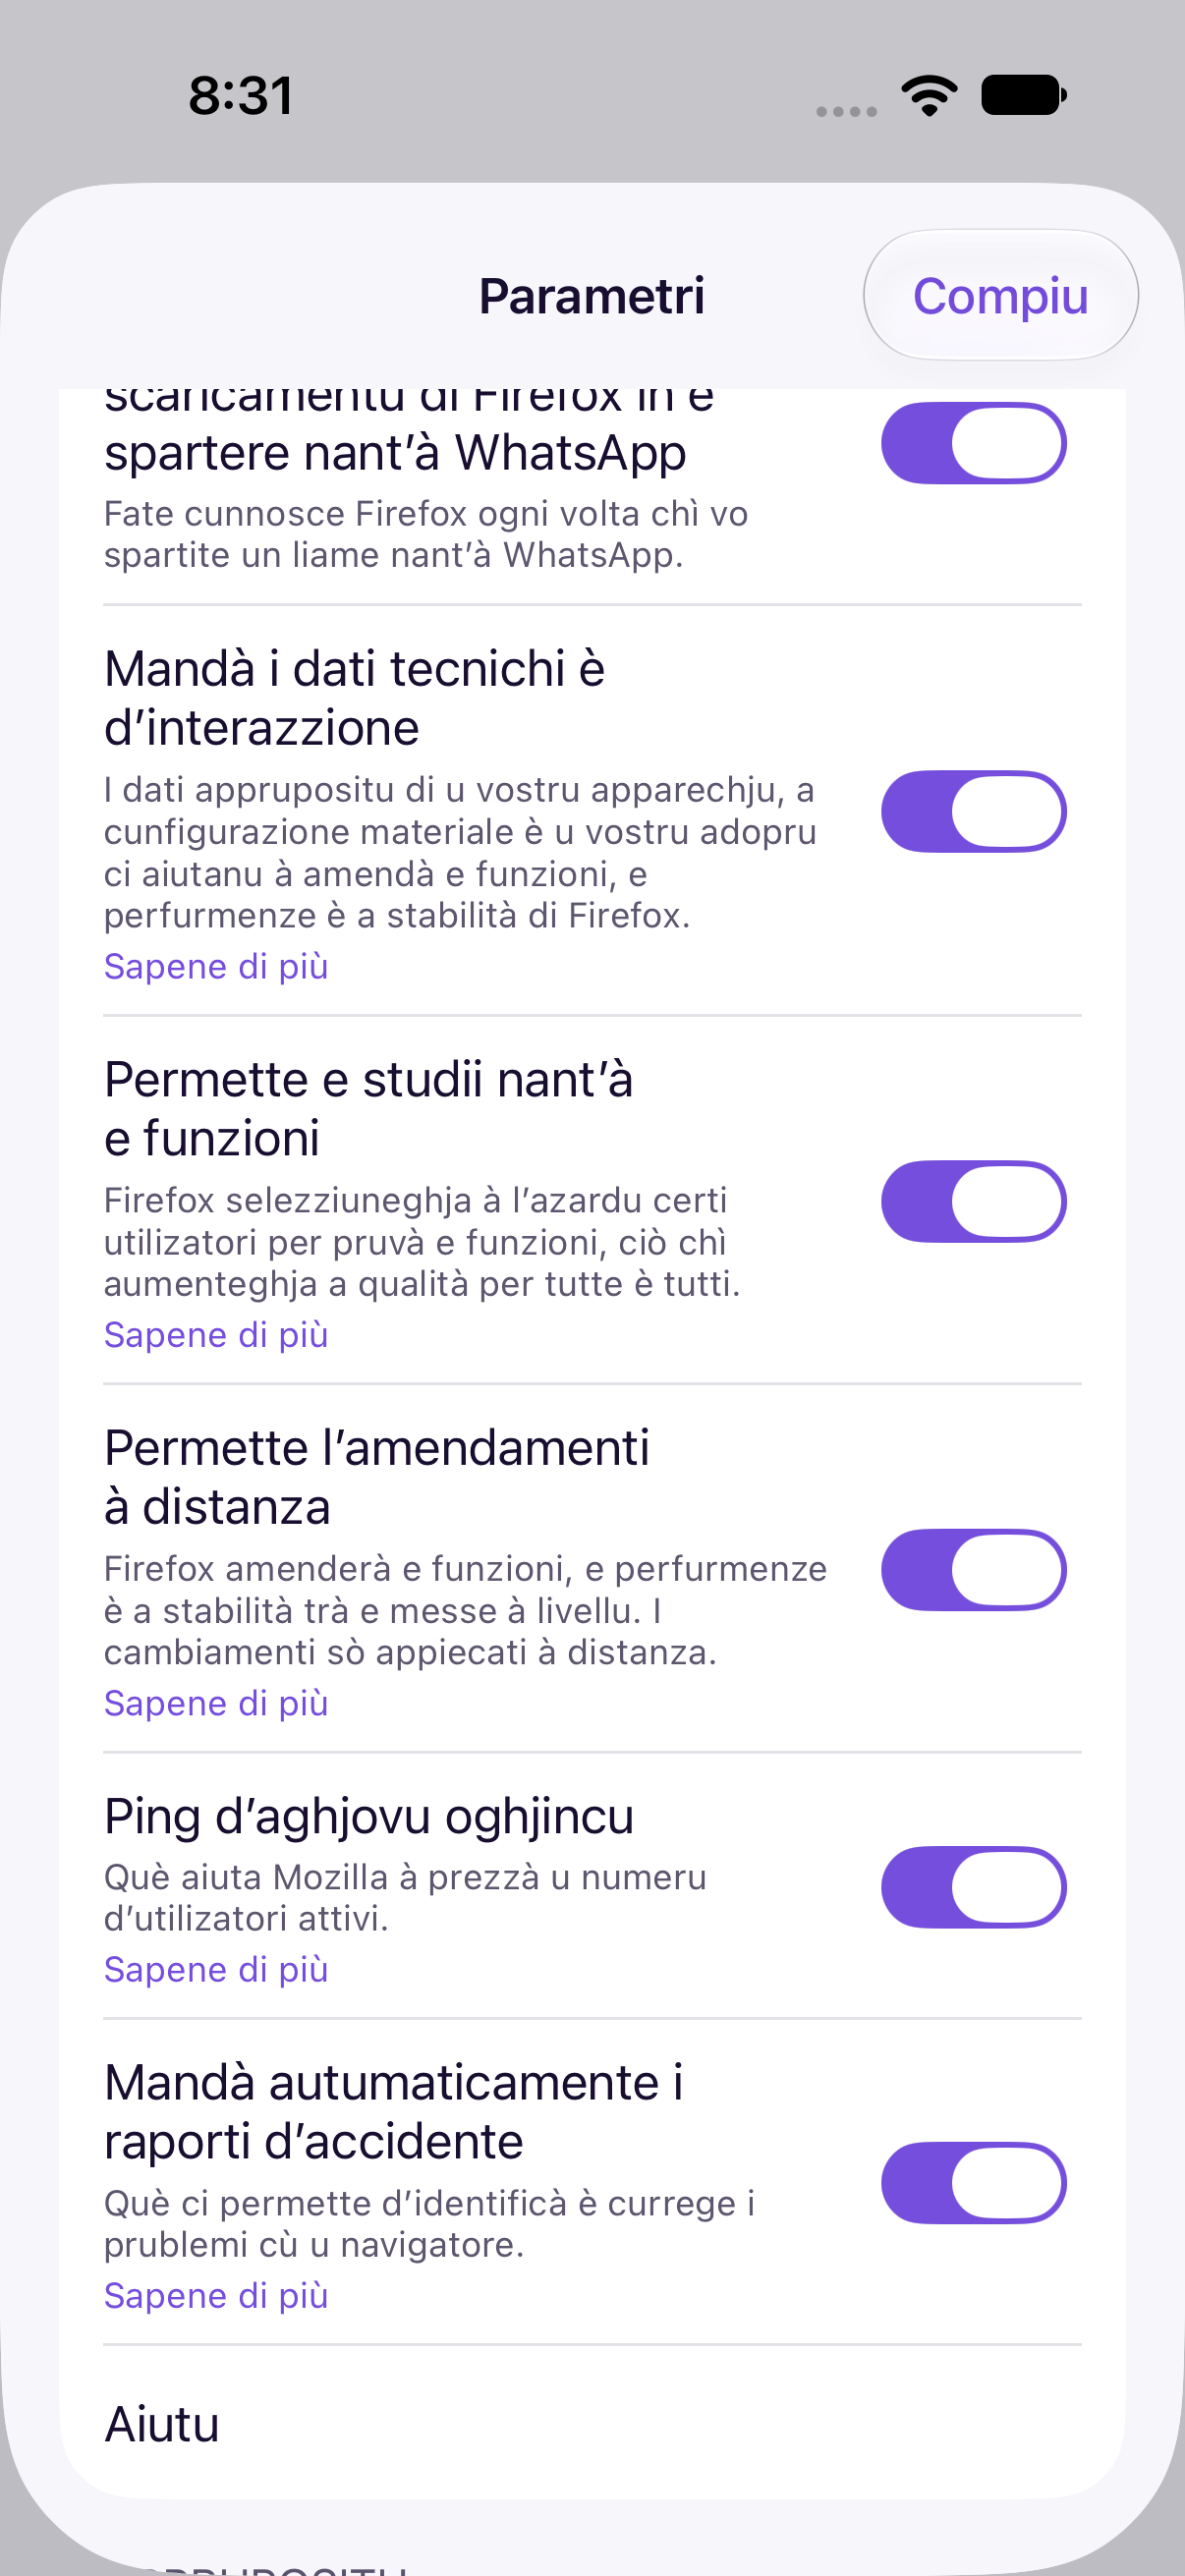 8:31
Parametri
Compiu
scaricamentu di Firefox in e
spartere nant’à WhatsApp
Fate cunnosce Firefox ogni volta chì vo
spartite un liame nant’à WhatsApp.
Mandà i dati tecnichi è
d’interazzione
I dati appruposito di u vostru apparechju, a
cunfigurazione materiale è u vostru adopru
ci aiutanu à amendà e funzioni, e
perfurmenze è a stabilità di Firefox.
Sapene di più
Permette e studii nant’à
e funzioni
Firefox selezziuneghja à l’azardu certi
utilizatori per pruvà e funzioni, ciò chì
aumenteghja a qualità per tutte è tutti.
Sapene di più
Permette l’amendamenti
à distanza
Firefox amenderà e funzioni, e perfurmenze
è a stabilità trà e messe à livellu. I
cambiamenti sò appiecati à distanza.
Sapene di più
Ping d’aghjovu oghjincu
Què aiuta Mozilla à prezzà u numeru
d’utilizatori attivi.
Sapene di più
Mandà autumaticamente i
raporti d’accidente
Què ci permette d’identificà è currege i
prublemi cù u navigatore.
Sapene di più
Aiutu